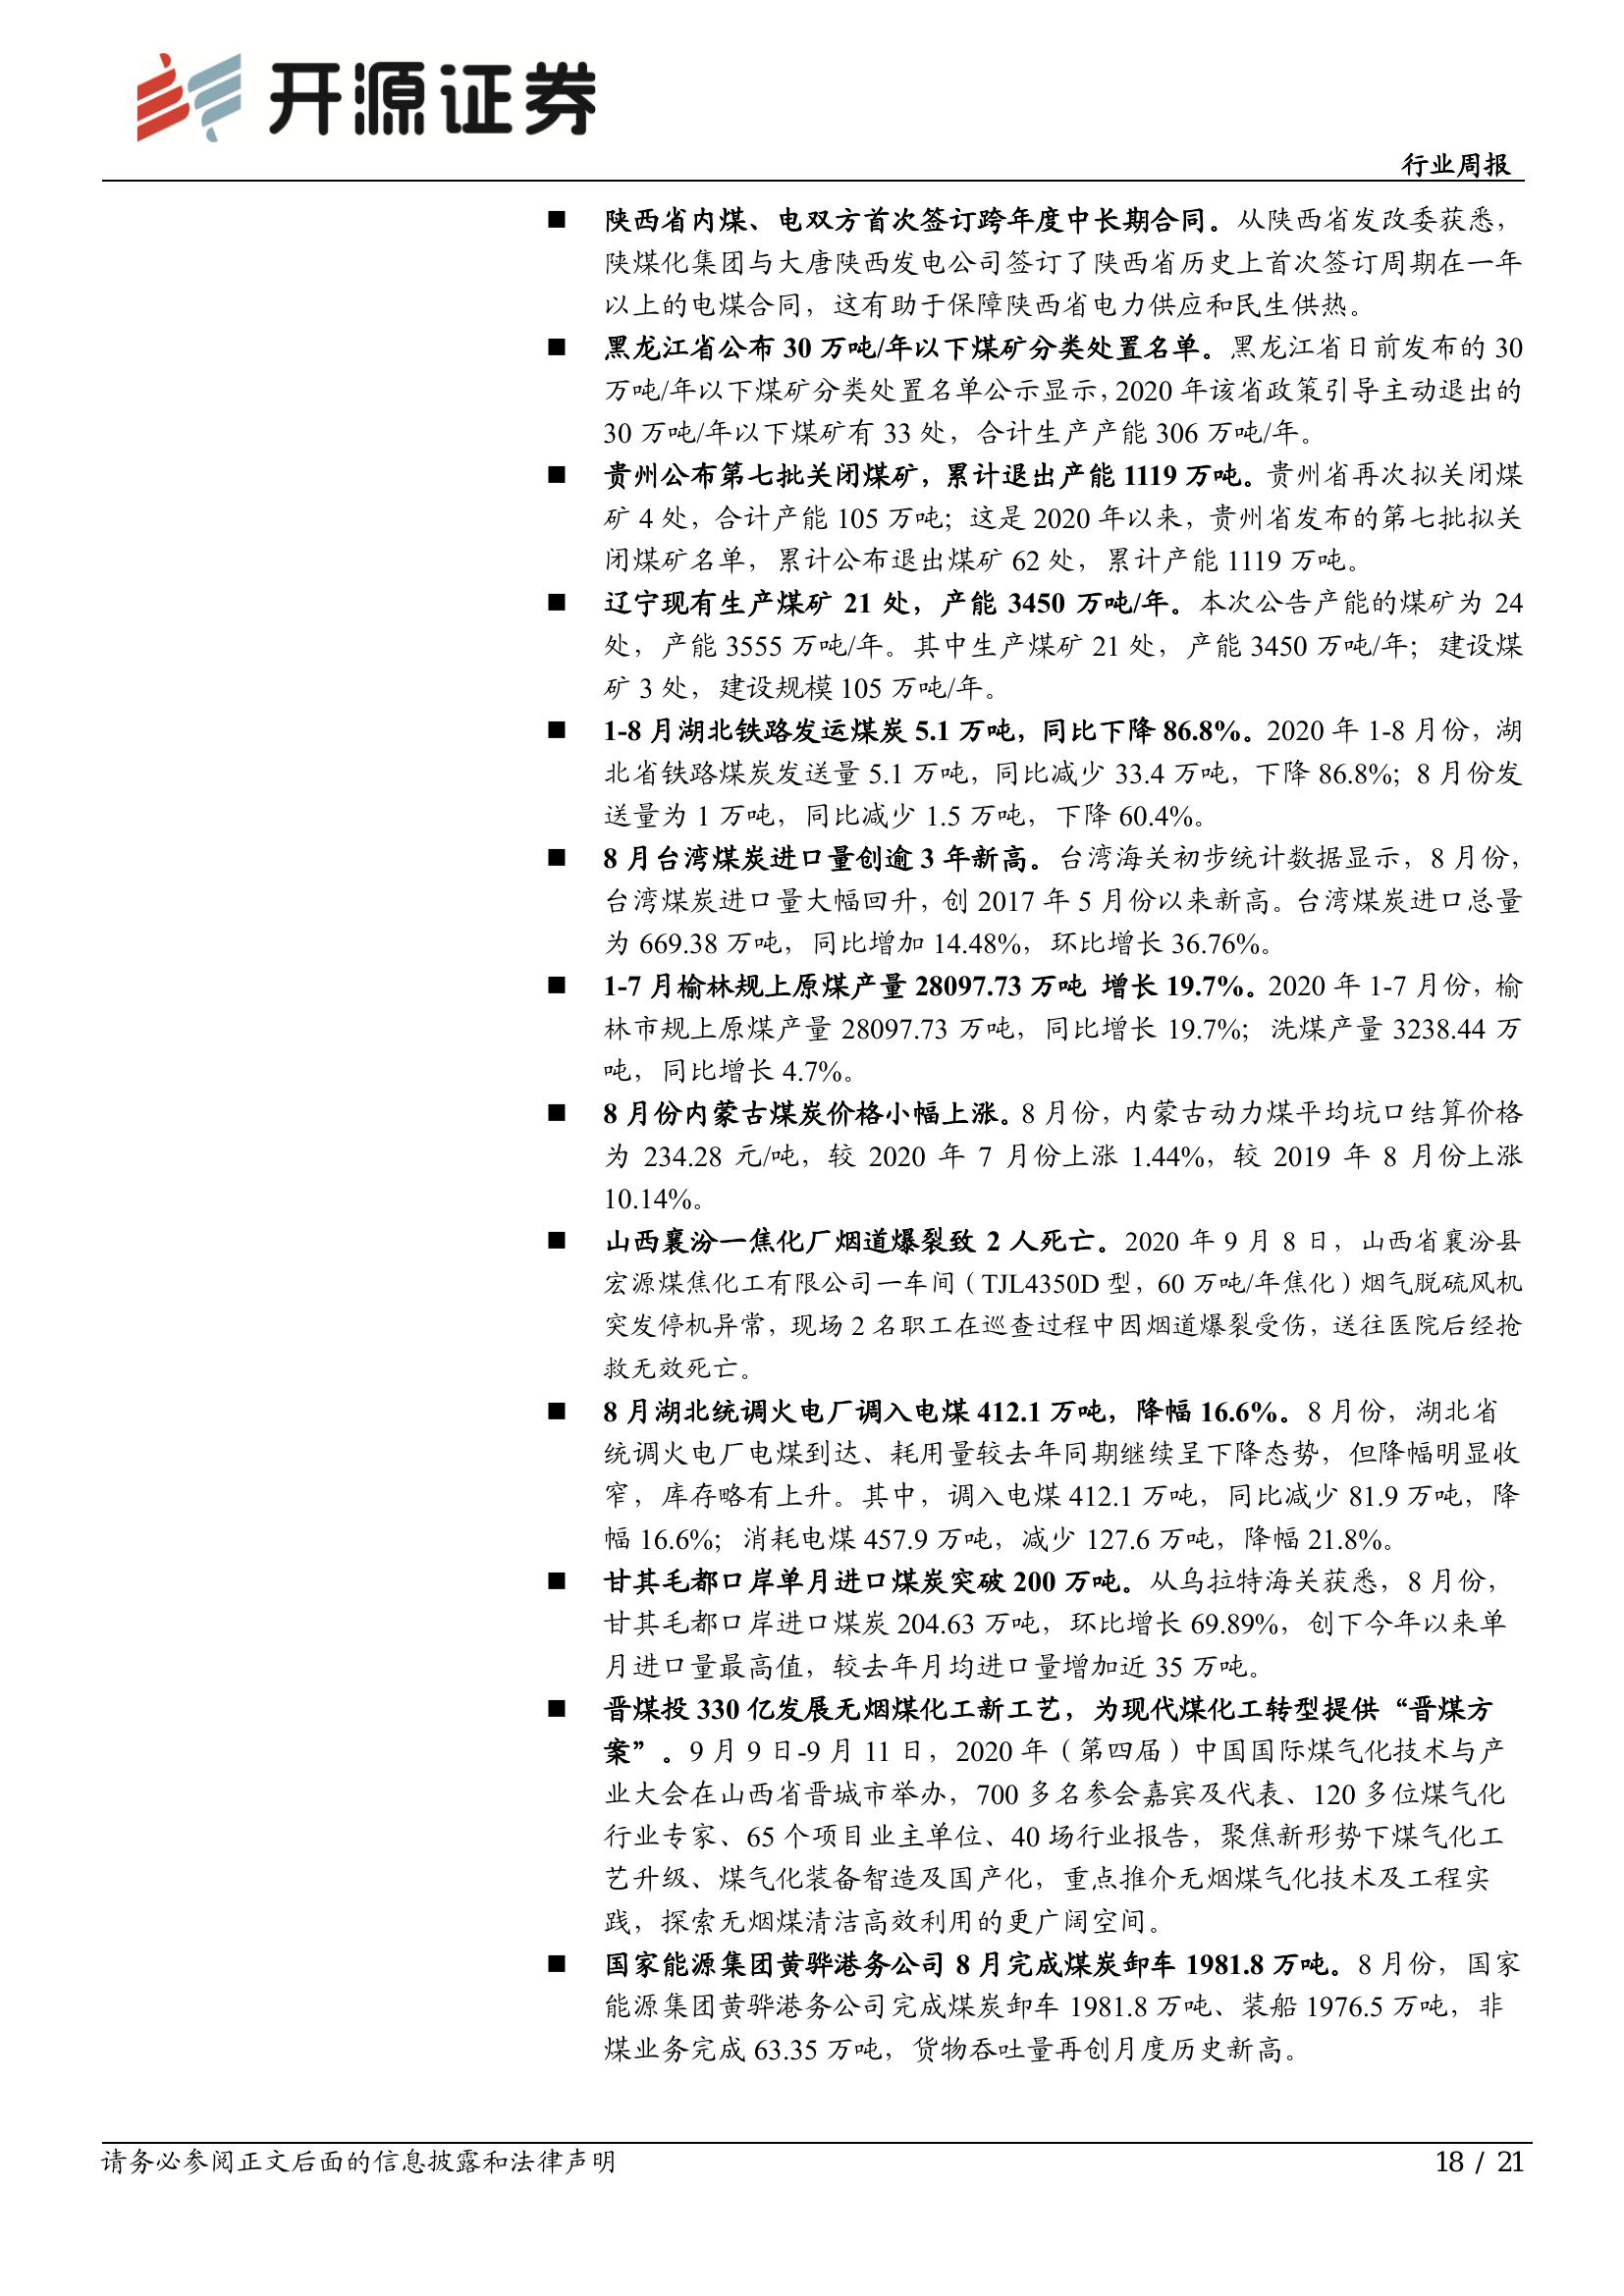 开源证券
行业周报
■ 陕西省内煤、电双方首次签订跨年度中长期合同。从陕西省发改委获悉，
陕煤化集团与大唐陕西发电公司签订了陕西省历史上首次签订周期在一年
以上的电煤合同，这有助于保障陕西省电力供应和民生供热。
■ 黑龙江省公布 30 万吨/年以下煤矿分类处置名单。黑龙江省日前发布的 30
万吨/年以下煤矿分类处置名单公示显示，2020 年该省政策引导主动退出的
30 万吨/年以下煤矿有 33 处，合计生产产能 306 万吨/年。
■ 贵州公布第七批关闭煤矿，累计退出产能 1119 万吨。贵州省再次拟关闭煤
矿 4 处，合计产能 105 万吨；这是 2020 年以来，贵州省发布的第七批拟关
闭煤矿名单，累计公布退出煤矿 62 处，累计产能 1119 万吨。
■ 辽宁现有生产煤矿 21 处，产能 3450 万吨/年。本次公告产能的煤矿为 24
处，产能 3555 万吨/年。其中生产煤矿 21 处，产能 3450 万吨/年；建设煤
矿 3 处，建设规模 105 万吨/年。
■ 1-8 月湖北铁路发运煤炭 5.1 万吨，同比下降 86.8%。2020 年 1-8 月份，湖
北省铁路煤炭发送量 5.1 万吨，同比减少 33.4 万吨，下降 86.8%；8 月份发
送量为 1 万吨，同比减少 1.5 万吨，下降 60.4%。
■ 8 月台湾煤炭进口量创逾 3 年新高。台湾海关初步统计数据显示，8 月份，
台湾煤炭进口量大幅回升，创 2017 年 5 月份以来新高。台湾煤炭进口总量
为 669.38 万吨，同比增加 14.48%，环比增长 36.76%。
■ 1-7 月榆林规上原煤产量 28097.73 万吨 增长 19.7%。2020 年 1-7 月份，榆
林市规上原煤产量 28097.73 万吨，同比增长 19.7%；洗煤产量 3238.44 万
吨，同比增长 4.7%。
■ 8 月份内蒙古煤炭价格小幅上涨。8 月份，内蒙古动力煤平均坑口结算价格
为 234.28 元/吨，较 2020 年 7 月份上涨 1.44%，较 2019 年 8 月份上涨
10.14%。
■ 山西襄汾一焦化厂烟道爆裂致 2 人死亡。2020 年 9 月 8 日，山西省襄汾县
宏源煤焦化工有限公司一车间（TJL4350D 型，60 万吨/年焦化）烟气脱硫风机
突发停机异常，现场 2 名职工在巡查过程中因烟道爆裂受伤，送往医院后经抢
救无效死亡。
■ 8 月湖北统调火电厂调入电煤 412.1 万吨，降幅 16.6%。8 月份，湖北省
统调火电厂电煤到达、耗用量较去年同期继续呈下降态势，但降幅明显收
窄，库存略有上升。其中，调入电煤 412.1 万吨，同比减少 81.9 万吨，降
幅 16.6%；消耗电煤 457.9 万吨，减少 127.6 万吨，降幅 21.8%。
■ 甘其毛都口岸单月进口煤炭突破 200 万吨。从乌拉特海关获悉，8 月份，
甘其毛都口岸进口煤炭 204.63 万吨，环比增长 69.89%，创下今年以来单
月进口量最高值，较去年月均进口量增加近 35 万吨。
■ 晋煤投 330 亿发展无烟煤化工新工艺，为现代煤化工转型提供“晋煤方
案”。9 月 9 日-9 月 11 日，2020 年（第四届）中国国际煤气化技术与产
业大会在山西省晋城市举办，700 多名参会嘉宾及代表、120 多位煤气化
行业专家、65 个项目业主单位、40 场行业报告，聚焦新形势下煤气化工
艺升级、煤气化装备智造及国产化，重点推介无烟煤气化技术及工程实
践，探索无烟煤清洁高效利用的更广阔空间。
■ 国家能源集团黄骅港务公司 8 月完成煤炭卸车 1981.8 万吨。8 月份，国家
能源集团黄骅港务公司完成煤炭卸车 1981.8 万吨、装船 1976.5 万吨，非
煤业务完成 63.35 万吨，货物吞吐量再创月度历史新高。
请务必参阅正文后面的信息披露和法律声明
18 / 21